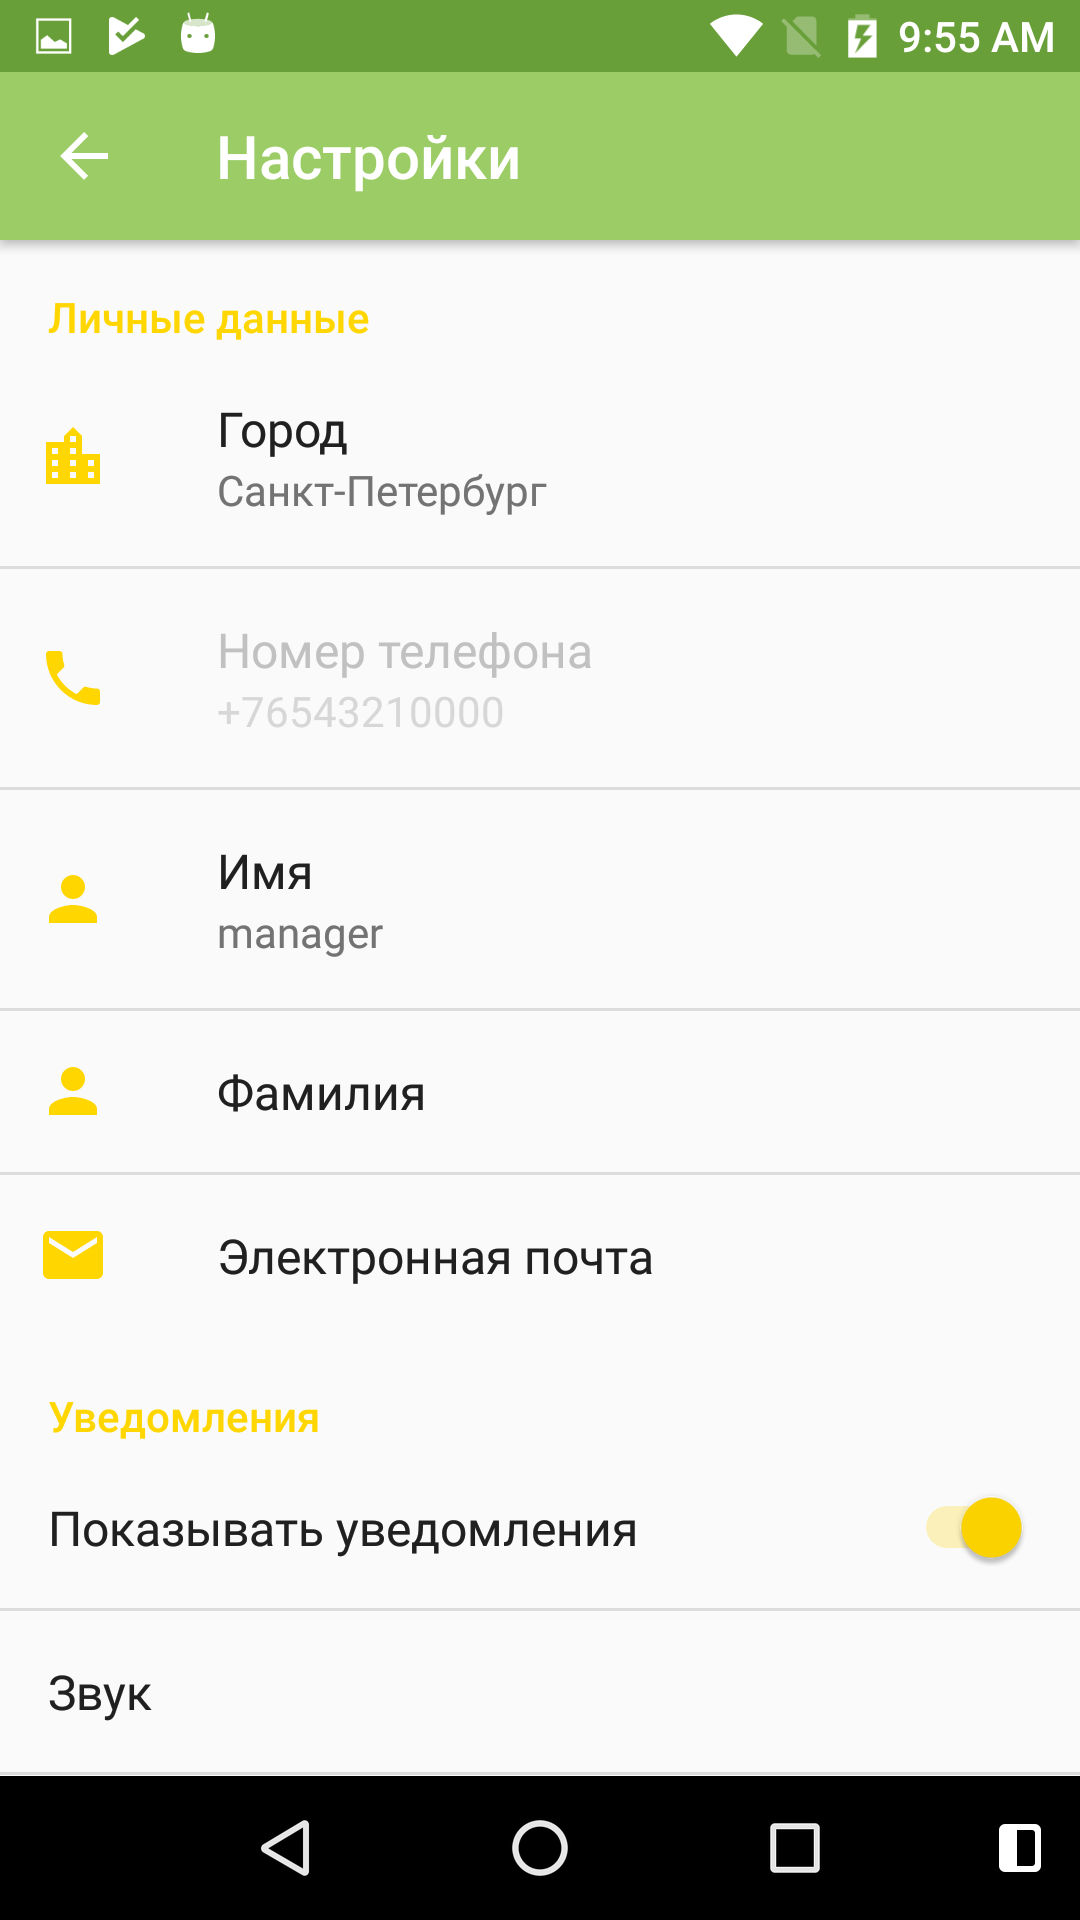 9:55 AM
Настройки
Личные данные
Город
Санкт-Петербург
Номер телефона
+76543210000
Имя
manager
Фамилия
Электронная почта
Уведомления
Показывать уведомления
Звук